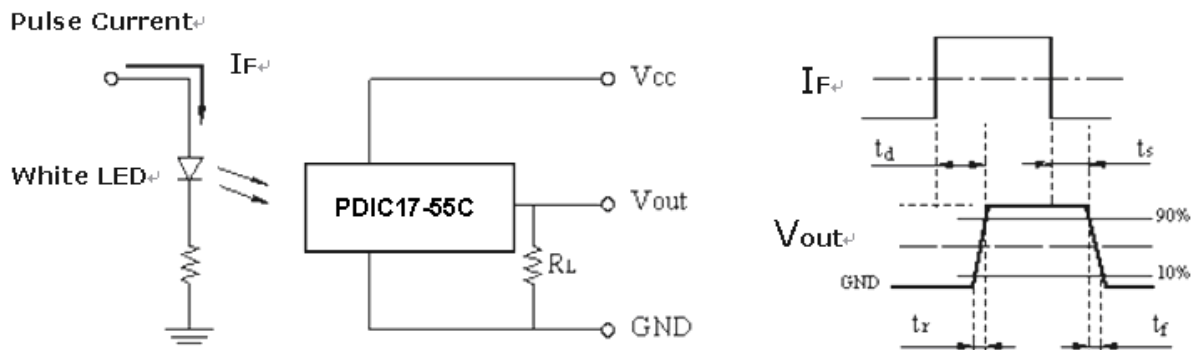 Pulse Current
IF
White LED
Vcc
PDIC17-55C
Vout
RL
GND
IF
td
ts
Vout
90%
10%
GND
tr
tf